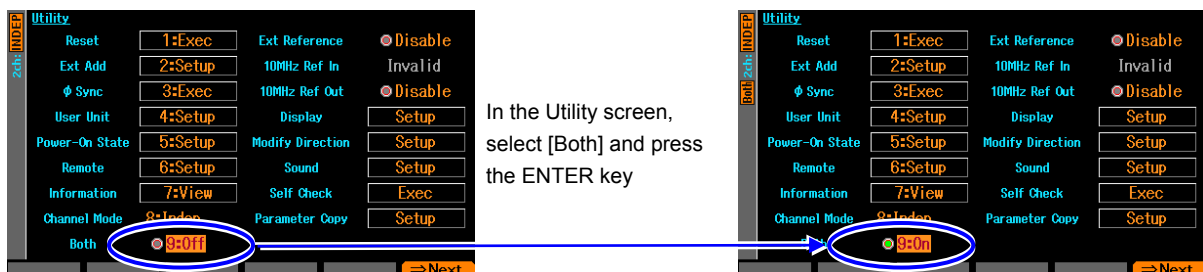 2ch: INDEP
Utility
Reset 1:Exec Ext Reference Disable
Ext Add 2:Setup 10MHz Ref In Invalid
ϕ Sync 3:Exec 10MHz Ref Out Disable
User Unit 4:Setup Display Setup
Power-On State 5:Setup Modify Direction Setup
Remote 6:Setup Sound Setup
Information 7:View Self Check Exec
Channel Mode 8:Indep Parameter Copy Setup
Both 9:Off
⇒Next
In the Utility screen,
select [Both] and press
the ENTER key
Both 2ch: INDEP
Utility
Reset 1:Exec Ext Reference Disable
Ext Add 2:Setup 10MHz Ref In Invalid
ϕ Sync 3:Exec 10MHz Ref Out Disable
User Unit 4:Setup Display Setup
Power-On State 5:Setup Modify Direction Setup
Remote 6:Setup Sound Setup
Information 7:View Self Check Exec
Channel Mode 8:Indep Parameter Copy Setup
9:On
⇒Next